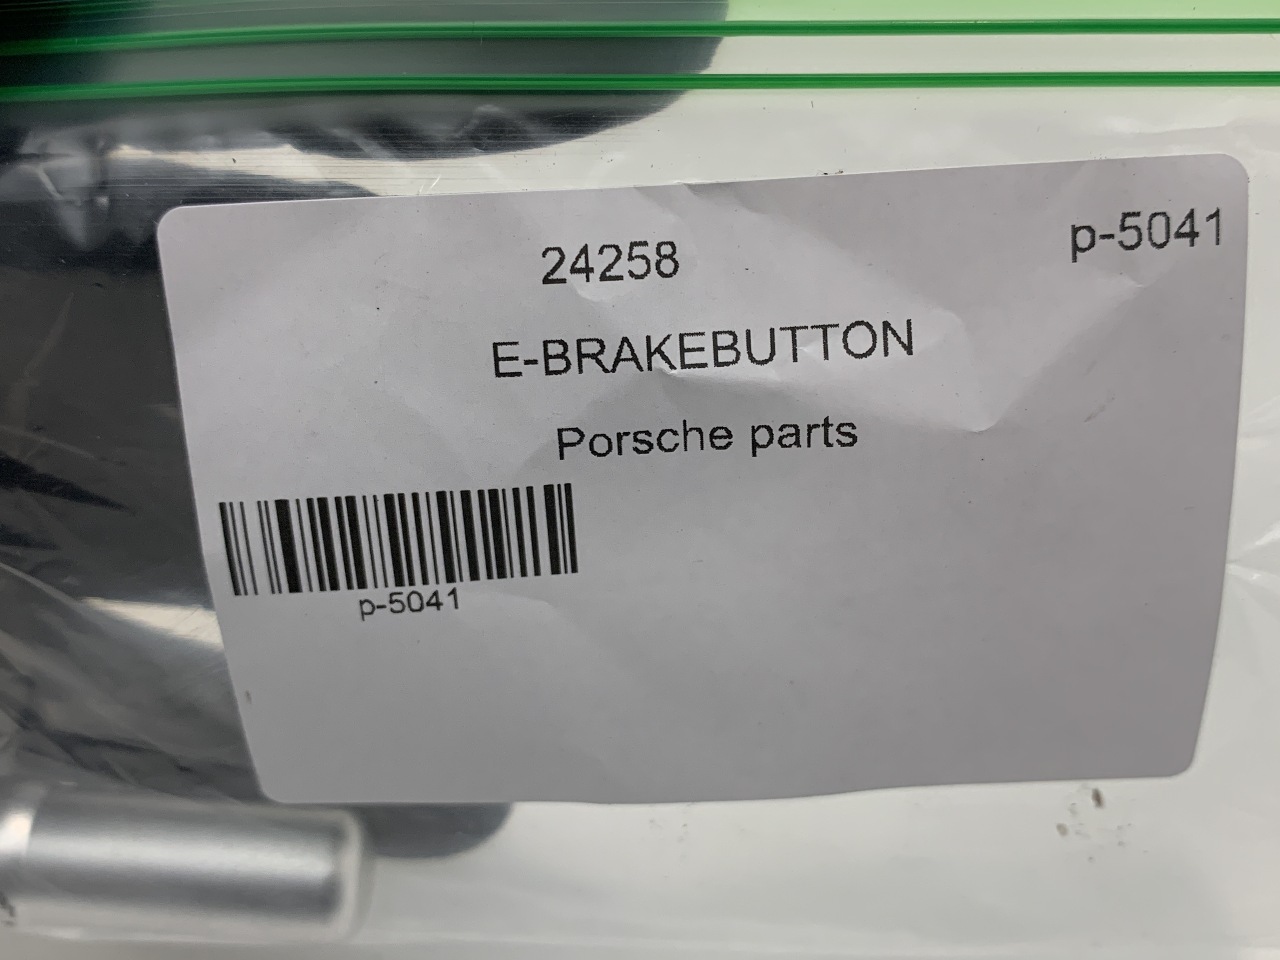 24258
p-5041
E-BRAKEBUTTON
Porsche parts
p-5041